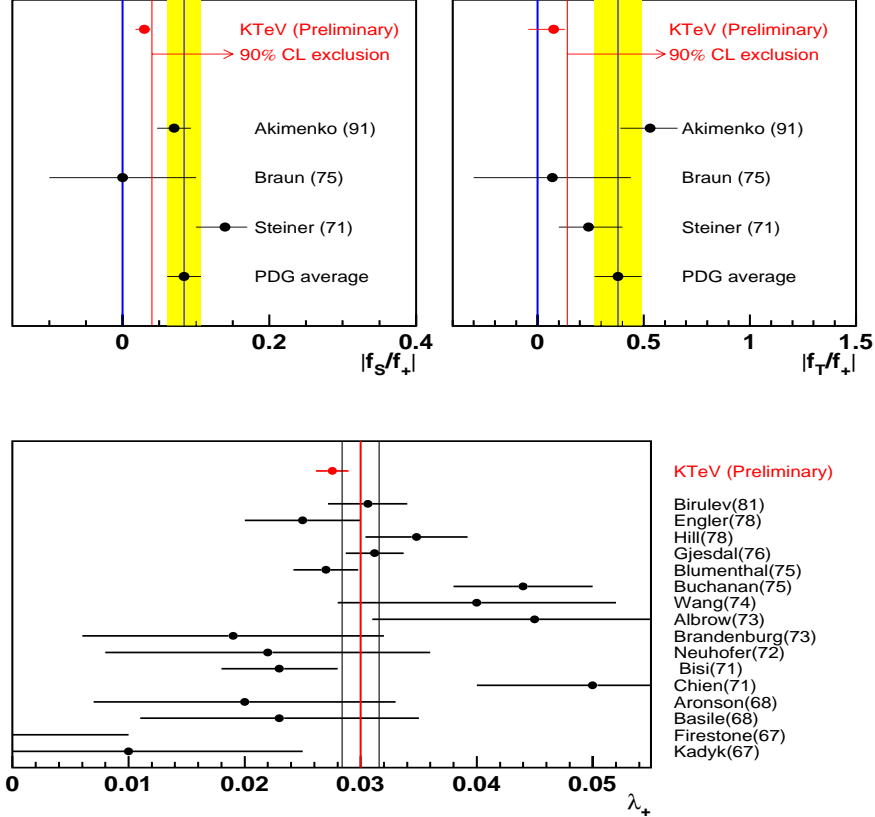 KTeV (Preliminary)
90% CL exclusion
Akimenko (91)
Braun (75)
Steiner (71)
PDG average
0 0.2 0.4
|f_S/f_+|
KTeV (Preliminary)
90% CL exclusion
Akimenko (91)
Braun (75)
Steiner (71)
PDG average
0 0.5 1 1.5
|f_T/f_+|
KTeV (Preliminary)
Birulev(81)
Engler(78)
Hill(78)
Gjesdal(76)
Blumenthal(75)
Buchanan(75)
Wang(74)
Albrow(73)
Brandenburg(73)
Neuhofer(72)
Bisi(71)
Chien(71)
Aronson(68)
Basile(68)
Firestone(67)
Kadyk(67)
0 0.01 0.02 0.03 0.04 0.05
λ_+